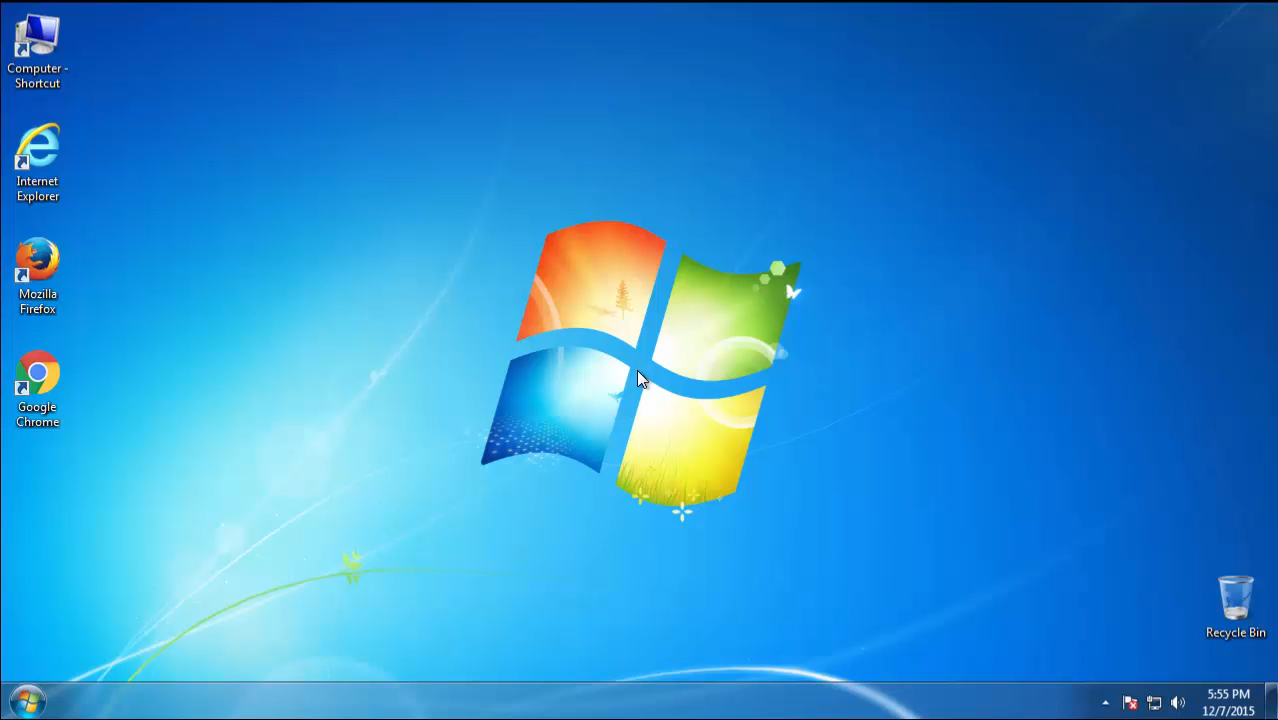 Computer -
Shortcut
Internet
Explorer
Mozilla
Firefox
Google
Chrome
Recycle Bin
5:55 PM
12/7/2015